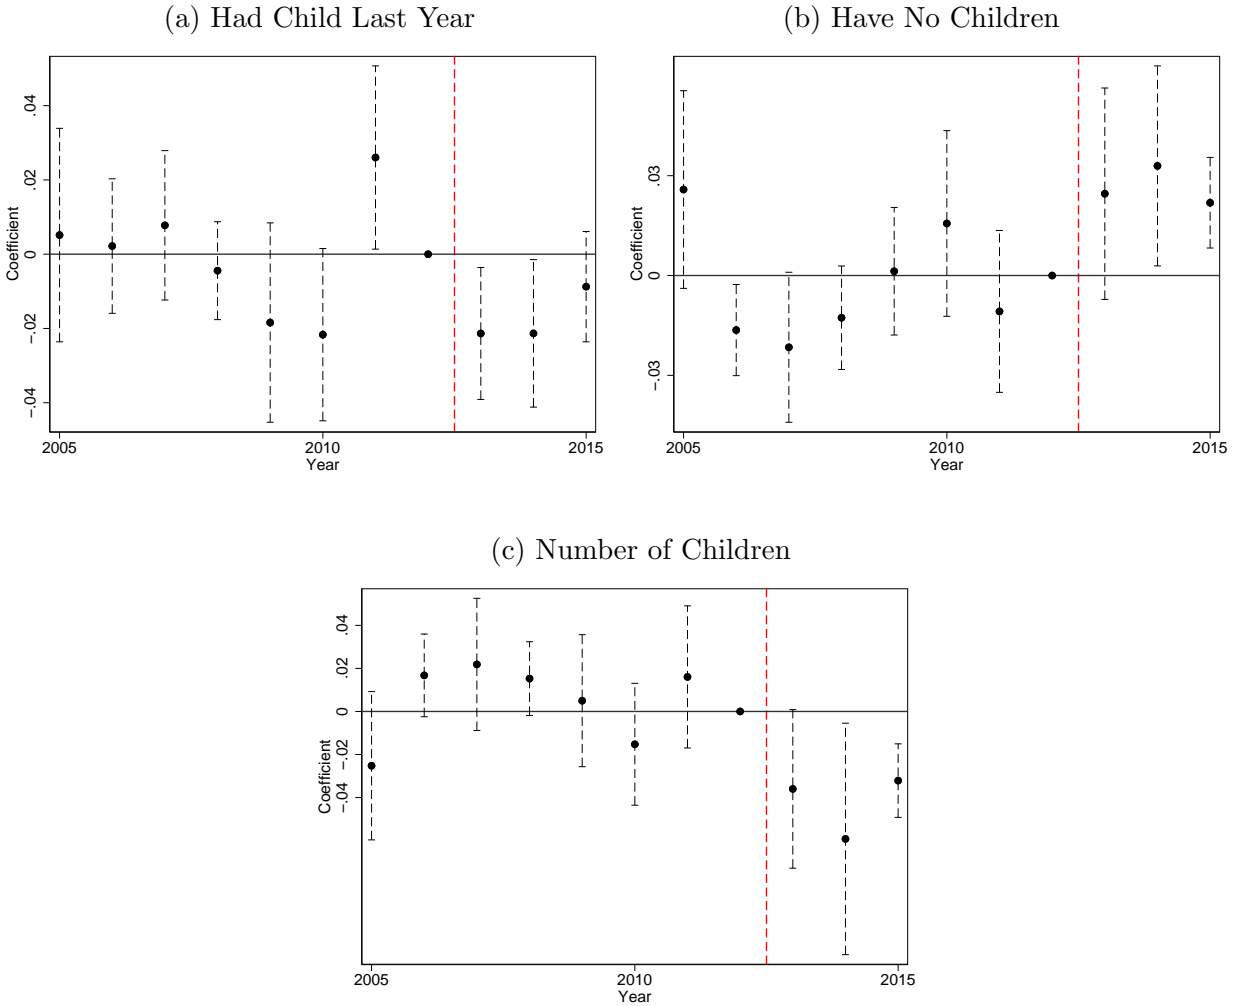 (a) Had Child Last Year
(b) Have No Children
Coefficient
.04
.02
0
-.02
-.04
2005
2010
2015
Year
Coefficient
.03
0
-.03
2005
2010
2015
Year
(c) Number of Children
Coefficient
.04
.02
0
-.02
-.04
2005
2010
2015
Year